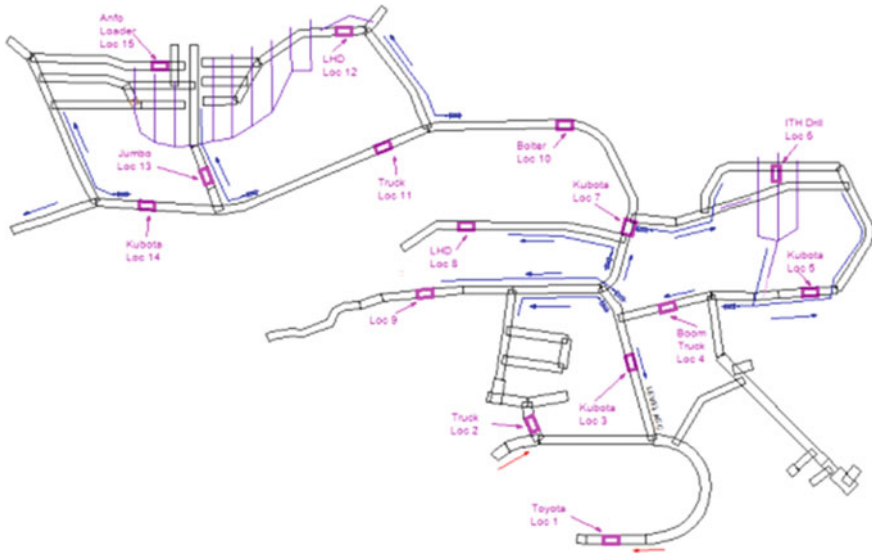 Anfo
Loader
Loc 15
LHD
Loc 12
ITH Drill
Loc 6
Jumbo
Loc 13
Truck
Loc 11
Bolter
Loc 10
Kubota
Loc 7
Kubota
Loc 14
LHD
Loc 8
Kubota
Loc 5
Loc 9
Boom
Truck
Loc 4
Truck
Loc 2
Kubota
Loc 3
Toyota
Loc 1